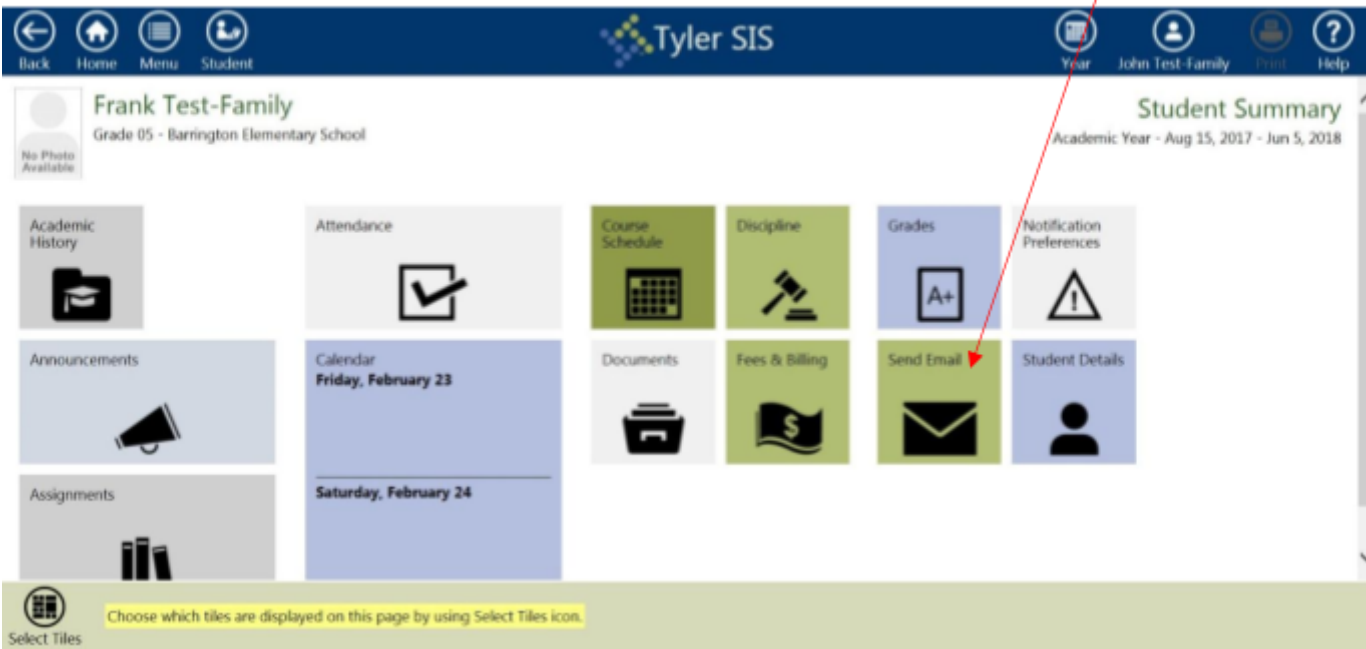 Tyler SIS
Back Home Menu Student
Year John Test-Family Print Help
Frank Test-Family
Grade 05 - Barrington Elementary School
No Photo
Available
Student Summary
Academic Year - Aug 15, 2017 - Jun 5, 2018
Academic
History
Attendance
Course
Schedule
Discipline
Grades
A+
Notification
Preferences
Announcements
Calendar
Friday, February 23
Saturday, February 24
Documents
Fees & Billing
$
Send Email
Student Details
Assignments
Select Tiles
Choose which tiles are displayed on this page by using Select Tiles icon.